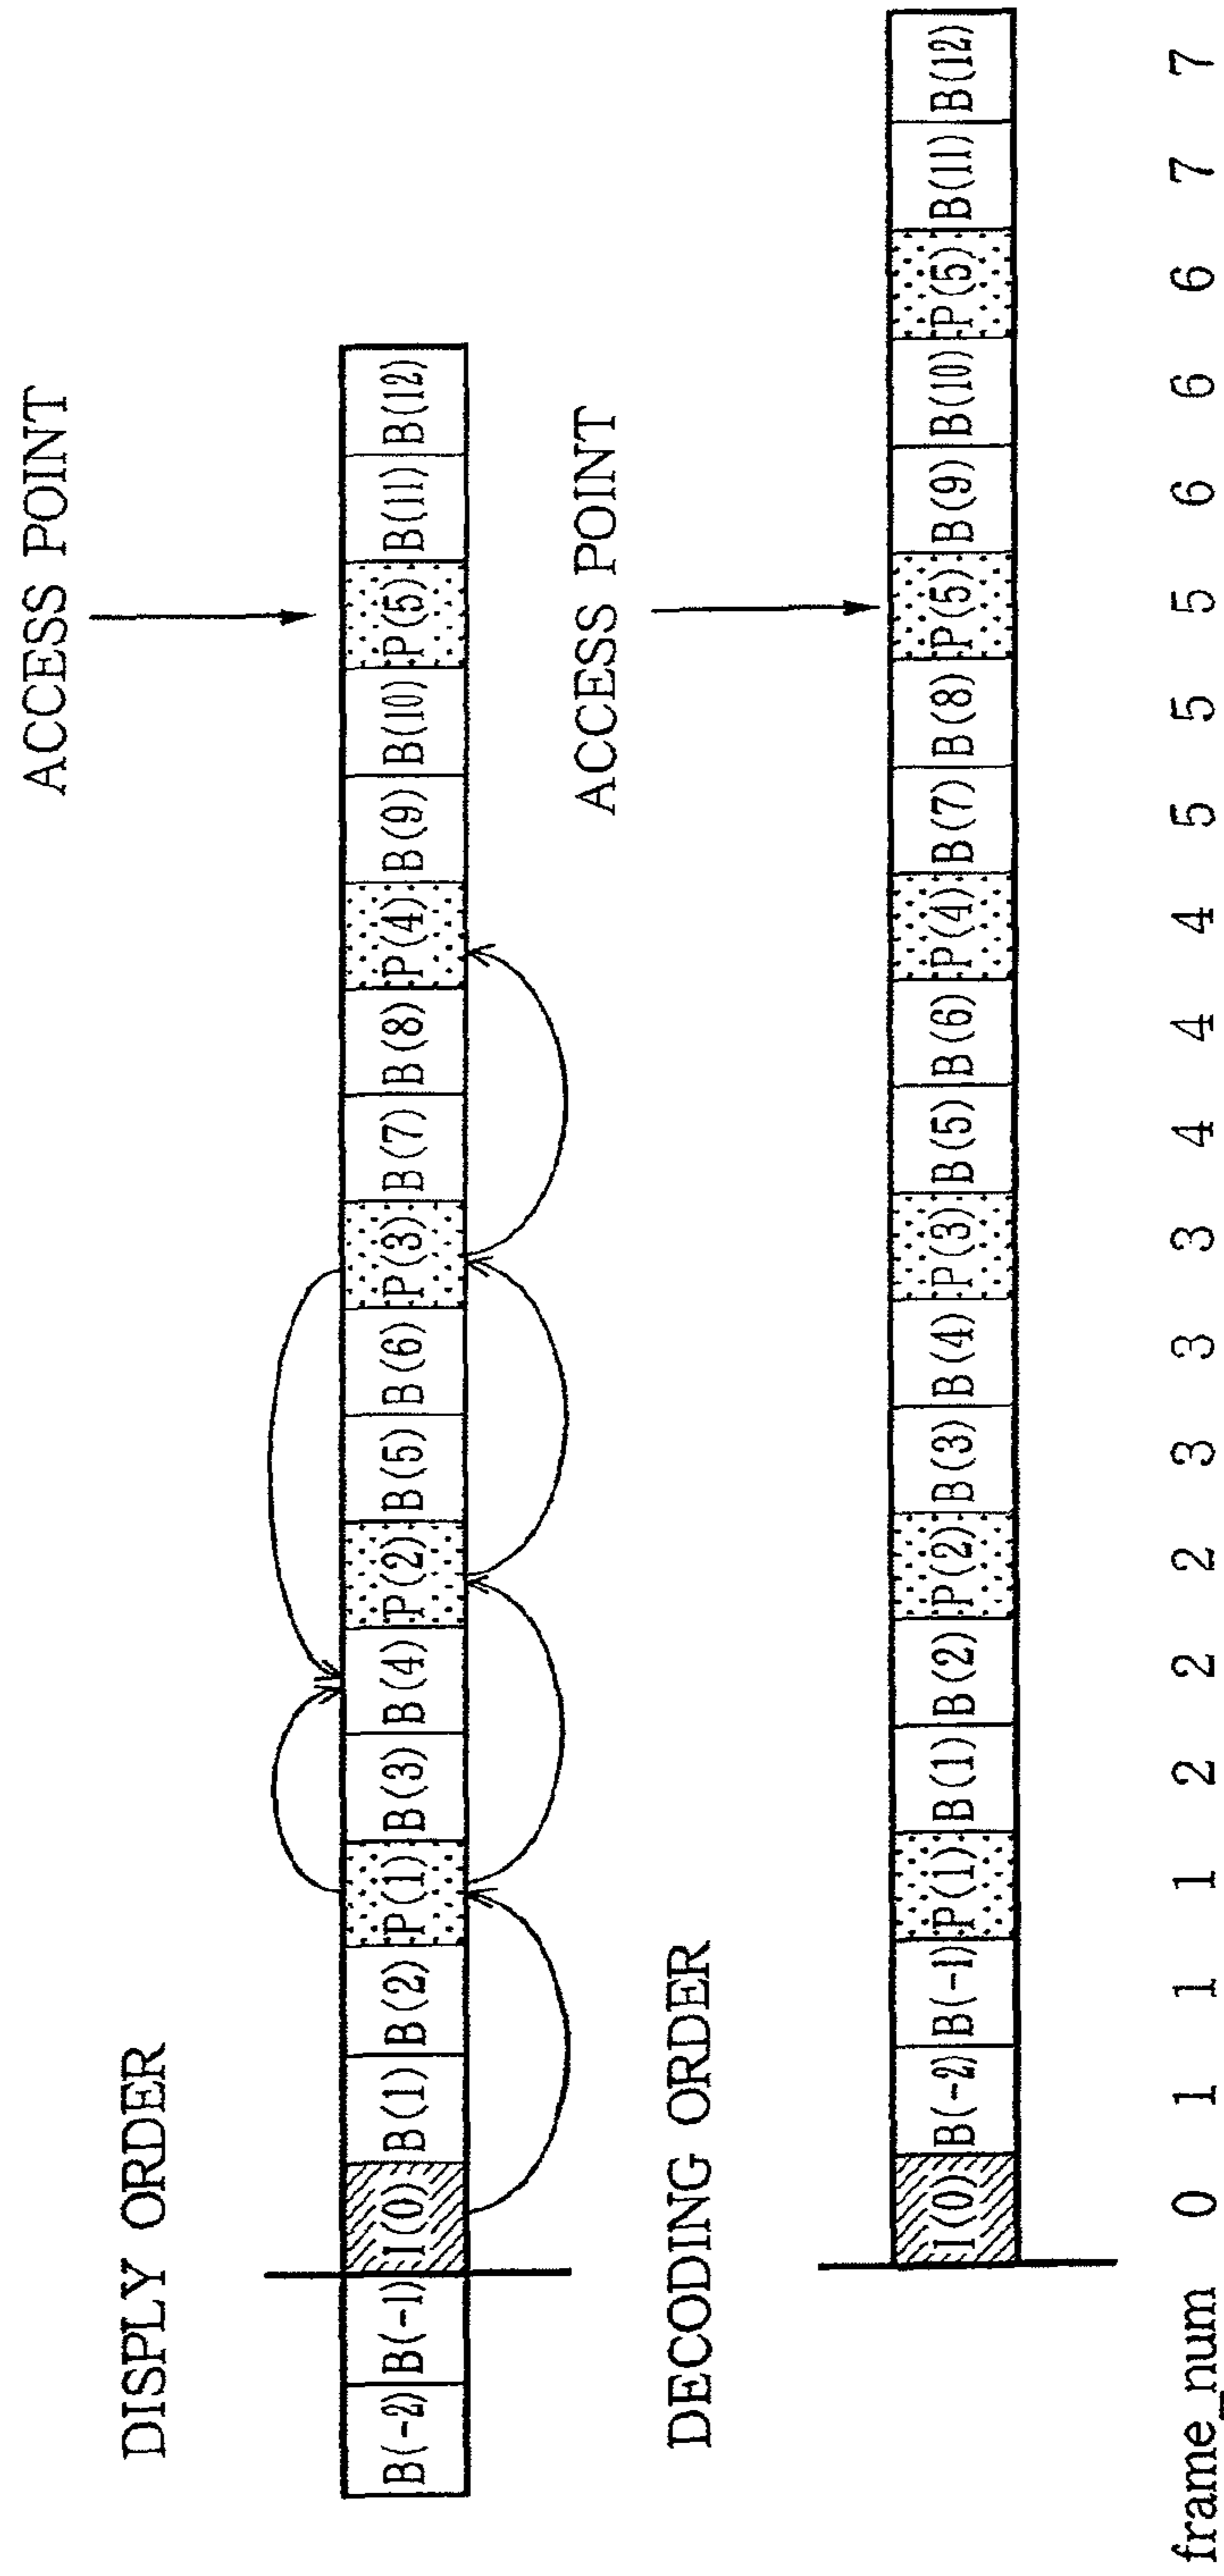 ACCESS POINT
DISPLY ORDER
B(-2) B(-1) I(0) B(1) B(2) P(1) B(3) B(4) P(2) B(5) B(6) P(3) B(7) B(8) P(4) B(9) B(10) P(5) B(11) B(12)
ACCESS POINT
DECODING ORDER
I(0) B(-2) B(-1) P(1) B(1) B(2) P(2) B(3) B(4) P(3) B(5) B(6) P(4) B(7) B(8) P(5) B(9) B(10) P(5) B(11) B(12)
frame_num 0 1 1 1 2 2 2 3 3 3 4 4 4 5 5 5 6 6 6 7 7